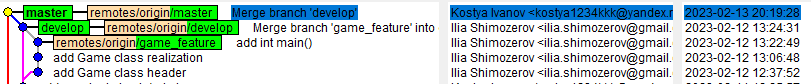 master remotes/origin/master Merge branch 'develop' Kostya Ivanov <kostya1234kkk@yandex.r 2023-02-13 20:19:28
develop remotes/origin/develop Merge branch 'game_feature' into Ilia Shimozerov <ilia.shimozerov@gmail. 2023-02-12 13:24:31
remotes/origin/game_feature add int main() Ilia Shimozerov <ilia.shimozerov@gmail. 2023-02-12 13:22:49
add Game class realization Ilia Shimozerov <ilia.shimozerov@gmail. 2023-02-12 13:06:48
add Game class header Ilia Shimozerov <ilia.shimozerov@gmail. 2023-02-12 12:37:52